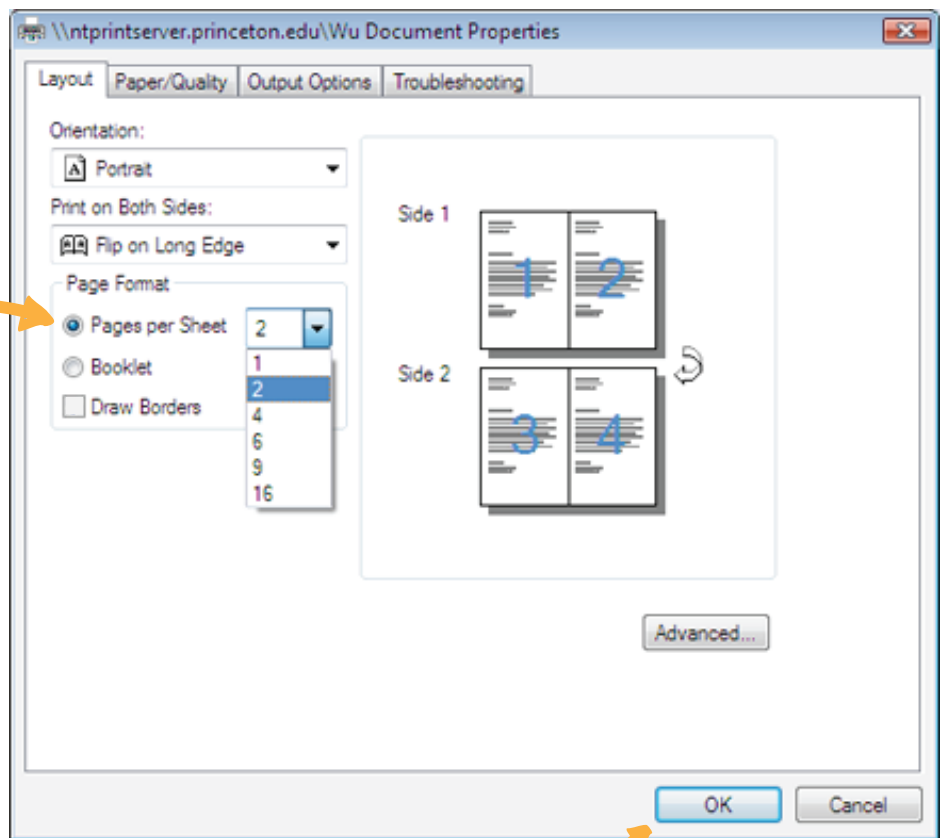 \\ntprintserver.princeton.edu\Wu Document Properties
Layout Paper/Quality Output Options Troubleshooting
Orientation:
A Portrait
Print on Both Sides:
Flip on Long Edge
Page Format
Pages per Sheet 2
1
2
4
6
9
16
Booklet
Draw Borders
Side 1
1 2
Side 2
3 4
Advanced...
OK Cancel